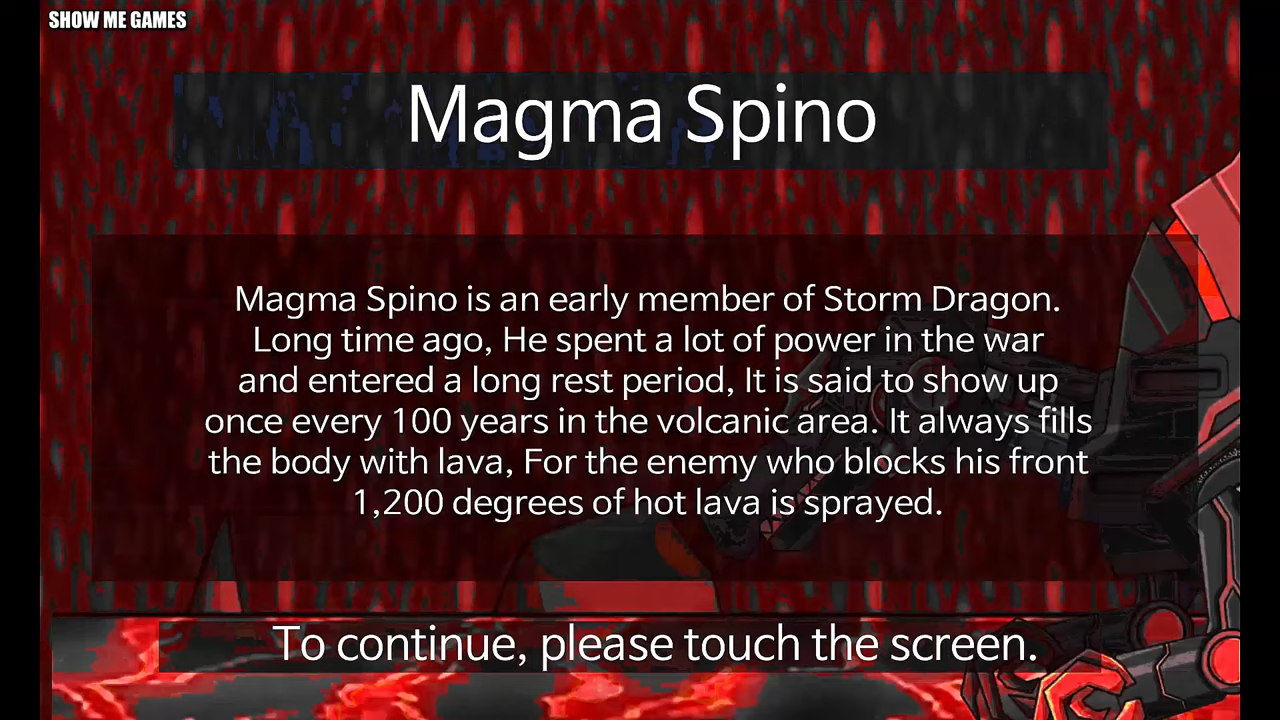 SHOW ME GAMES
Magma Spino
Magma Spino is an early member of Storm Dragon.
Long time ago, He spent a lot of power in the war
and entered a long rest period, It is said to show up
once every 100 years in the volcanic area. It always fills
the body with lava, For the enemy who blocks his front
1,200 degrees of hot lava is sprayed.
To continue, please touch the screen.